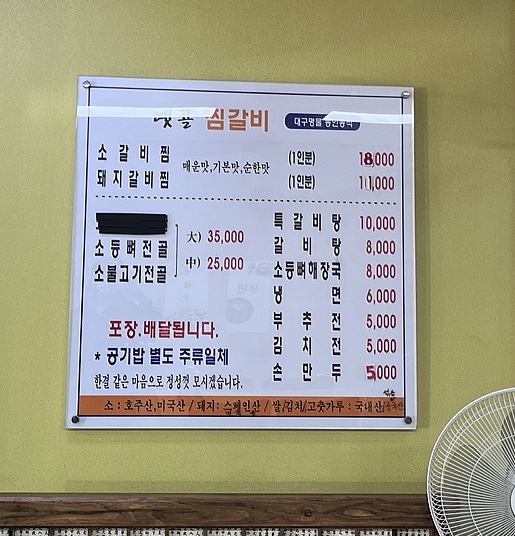 옛골 찜갈비 대구명물 동인동식
소갈비찜 매운맛,기본맛,순한맛 (1인분) 18,000
돼지갈비찜 (1인분) 11,000
소등뼈전골 大) 35,000
소불고기전골 中) 25,000
특갈비탕 10,000
갈비탕 8,000
소등뼈해장국 8,000
냉면 6,000
부추전 5,000
김치전 5,000
손만두 5,000
포장.배달됩니다.
* 공기밥 별도 주류일체
한결 같은 마음으로 정성껏 모시겠습니다.
소 : 호주산,미국산 / 돼지: 스페인산 / 쌀/김치/고춧가루 : 국내산